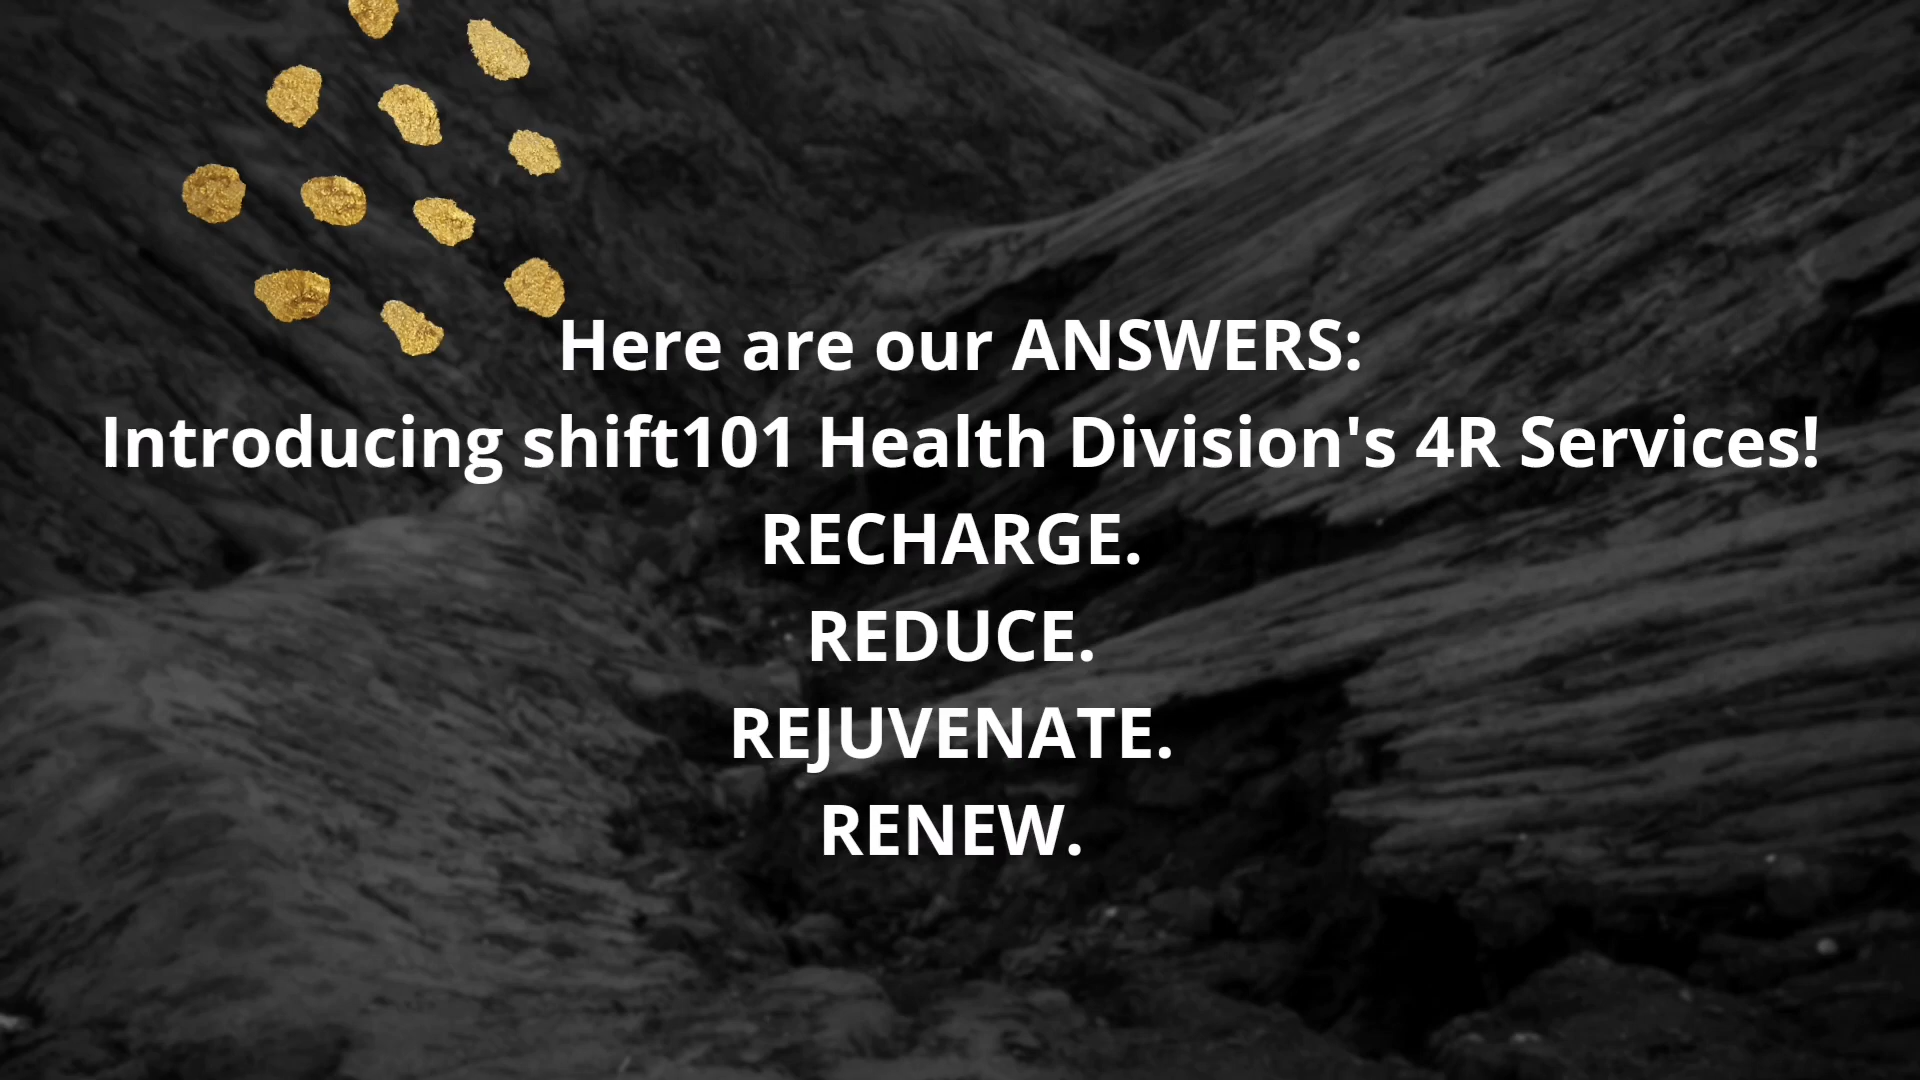 Here are our ANSWERS:
Introducing shift101 Health Division's 4R Services!
RECHARGE.
REDUCE.
REJUVENATE.
RENEW.